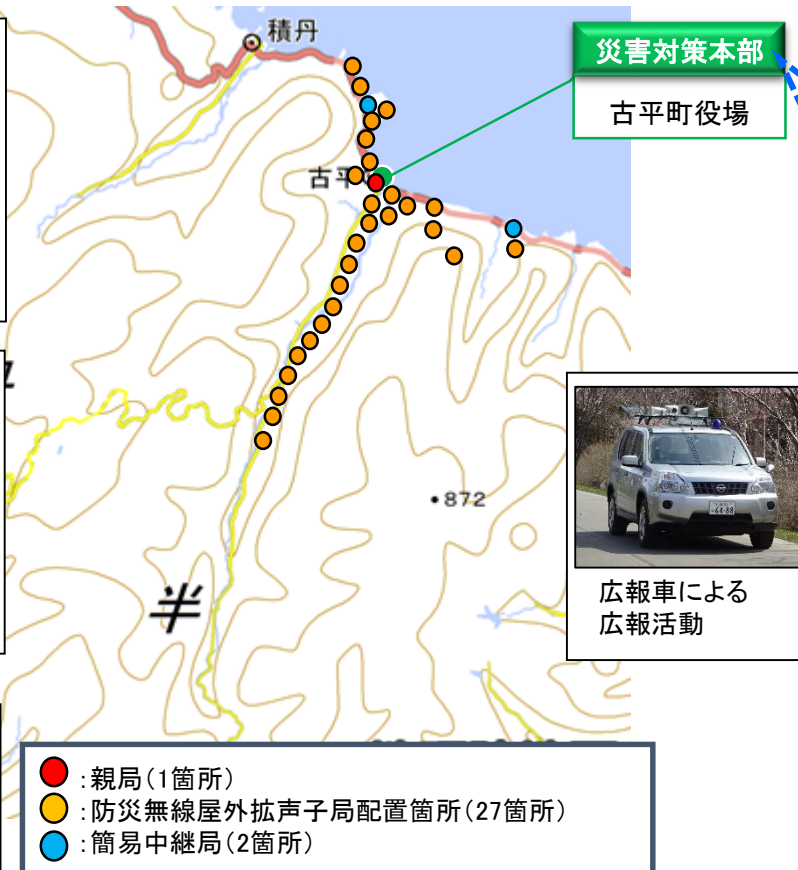 積丹
災害対策本部
古平町役場
古平
872
半
広報車による
広報活動
64-88
:親局(1箇所)
:防災無線屋外拡声子局配置箇所(27箇所)
:簡易中継局(2箇所)